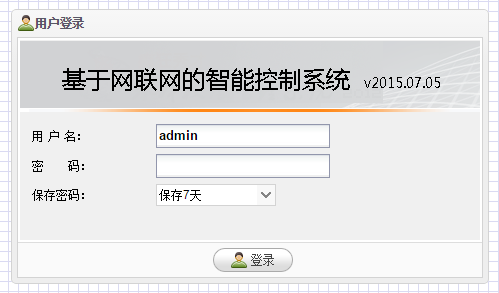 用户登录
基于网联网的智能控制系统 v2015.07.05
用 户 名: admin
密 码:
保存密码: 保存7天
登录